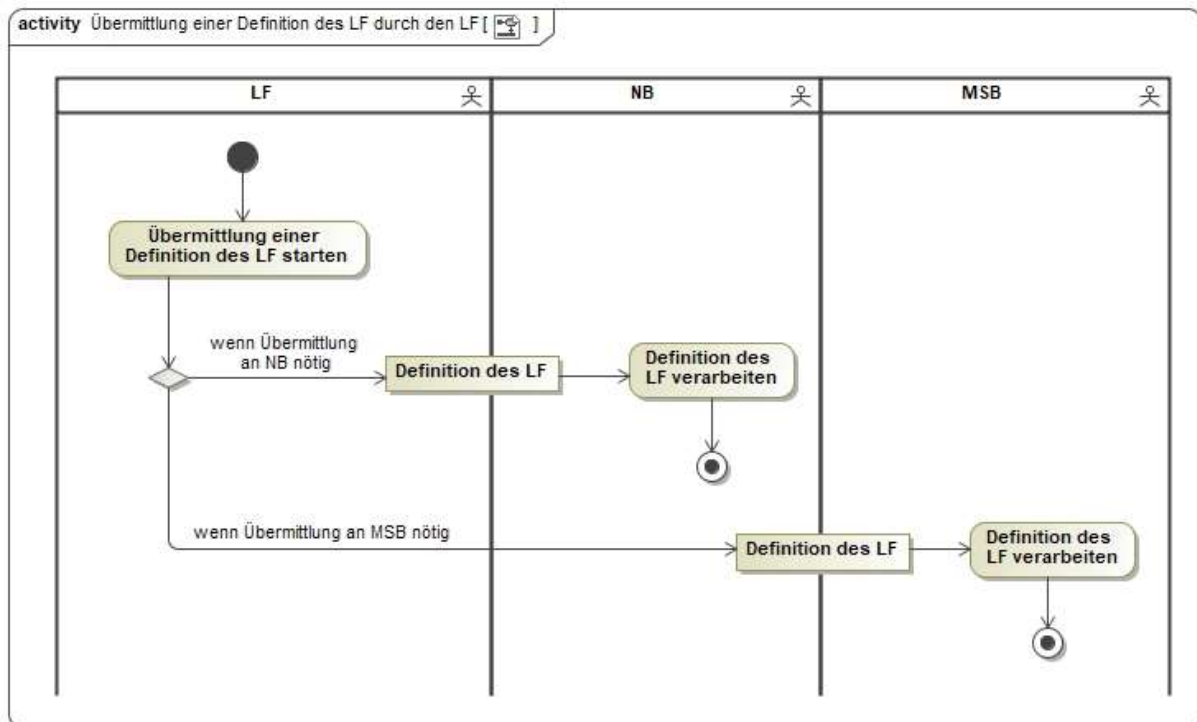 activity Übermittlung einer Definition des LF durch den LF [ ]
LF
NB
MSB
Übermittlung einer
Definition des LF starten
wenn Übermittlung
an NB nötig
Definition des LF
Definition des
LF verarbeiten
wenn Übermittlung an MSB nötig
Definition des LF
Definition des
LF verarbeiten